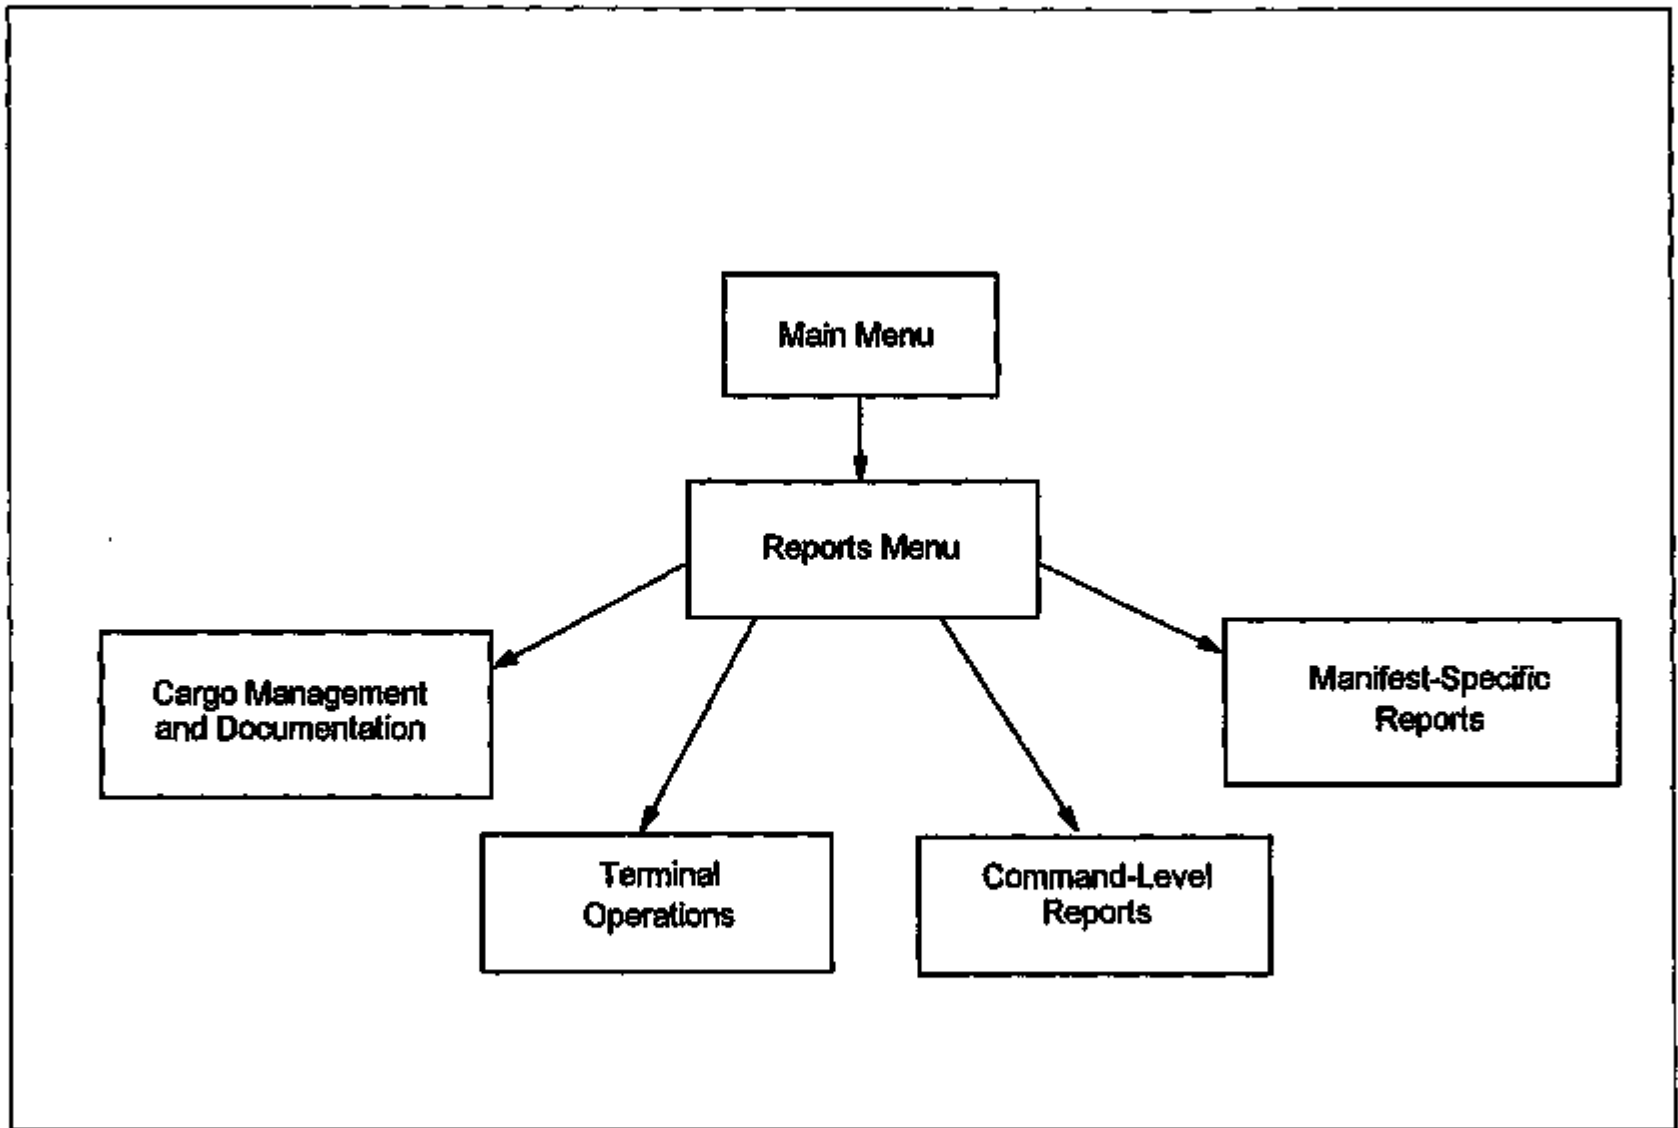 Main Menu
Reports Menu
Cargo Management
and Documentation
Manifest-Specific
Reports
Terminal
Operations
Command-Level
Reports